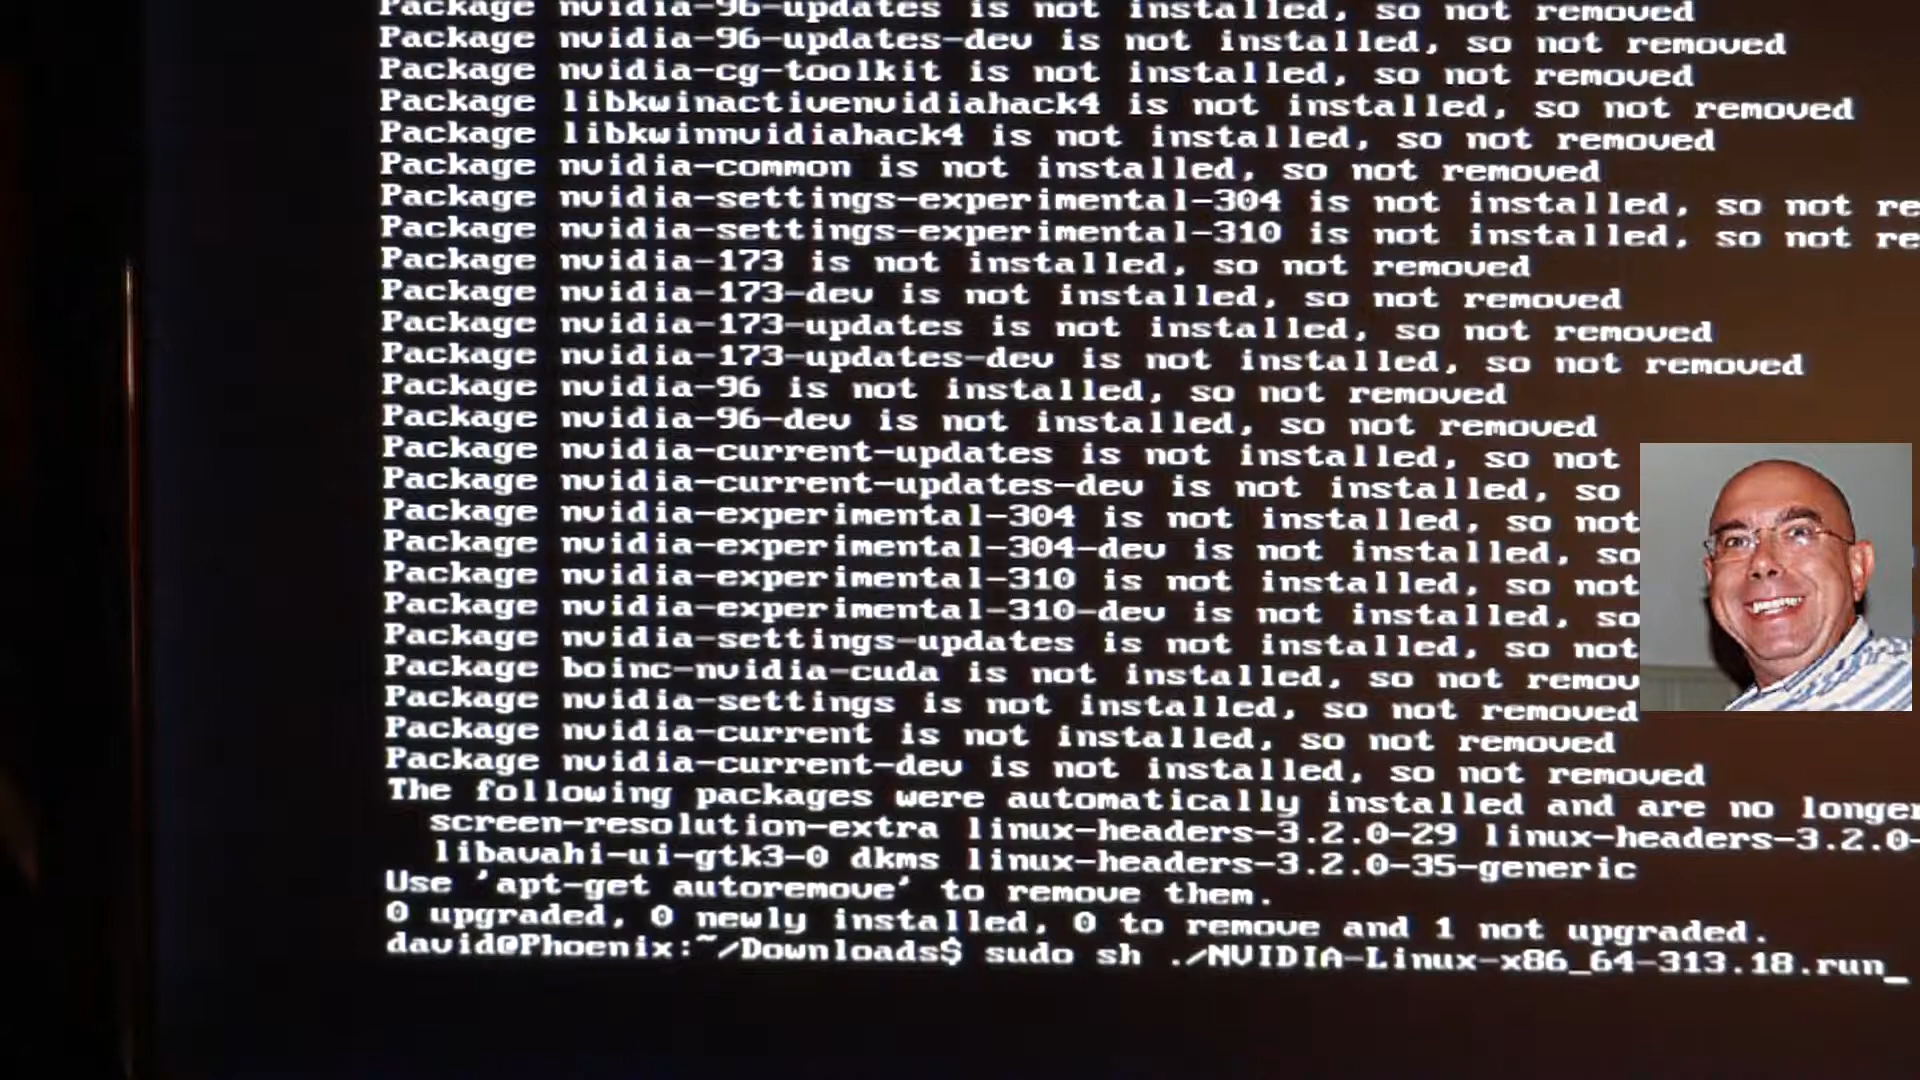 Package nvidia-96-updates is not installed, so not removed
Package nvidia-96-updates-dev is not installed, so not removed
Package nvidia-cg-toolkit is not installed, so not removed
Package libkwinactivenvidiahack4 is not installed, so not removed
Package libkwinnvidiahack4 is not installed, so not removed
Package nvidia-common is not installed, so not removed
Package nvidia-settings-experimental-304 is not installed, so not re
Package nvidia-settings-experimental-310 is not installed, so not re
Package nvidia-173 is not installed, so not removed
Package nvidia-173-dev is not installed, so not removed
Package nvidia-173-updates is not installed, so not removed
Package nvidia-173-updates-dev is not installed, so not removed
Package nvidia-96 is not installed, so not removed
Package nvidia-96-dev is not installed, so not removed
Package nvidia-current-updates is not installed, so not
Package nvidia-current-updates-dev is not installed, so
Package nvidia-experimental-304 is not installed, so not
Package nvidia-experimental-304-dev is not installed, so
Package nvidia-experimental-310 is not installed, so not
Package nvidia-experimental-310-dev is not installed, so
Package nvidia-settings-updates is not installed, so not
Package boinc-nvidia-cuda is not installed, so not remov
Package nvidia-settings is not installed, so not removed
Package nvidia-current is not installed, so not removed
Package nvidia-current-dev is not installed, so not removed
The following packages were automatically installed and are no longer
screen-resolution-extra linux-headers-3.2.0-29 linux-headers-3.2.0-
libavahi-ui-gtk3-0 dkms linux-headers-3.2.0-35-generic
Use 'apt-get autoremove' to remove them.
0 upgraded, 0 newly installed, 0 to remove and 1 not upgraded.
david@Phoenix:~/Downloads$ sudo sh ./NVIDIA-Linux-x86_64-313.18.run_